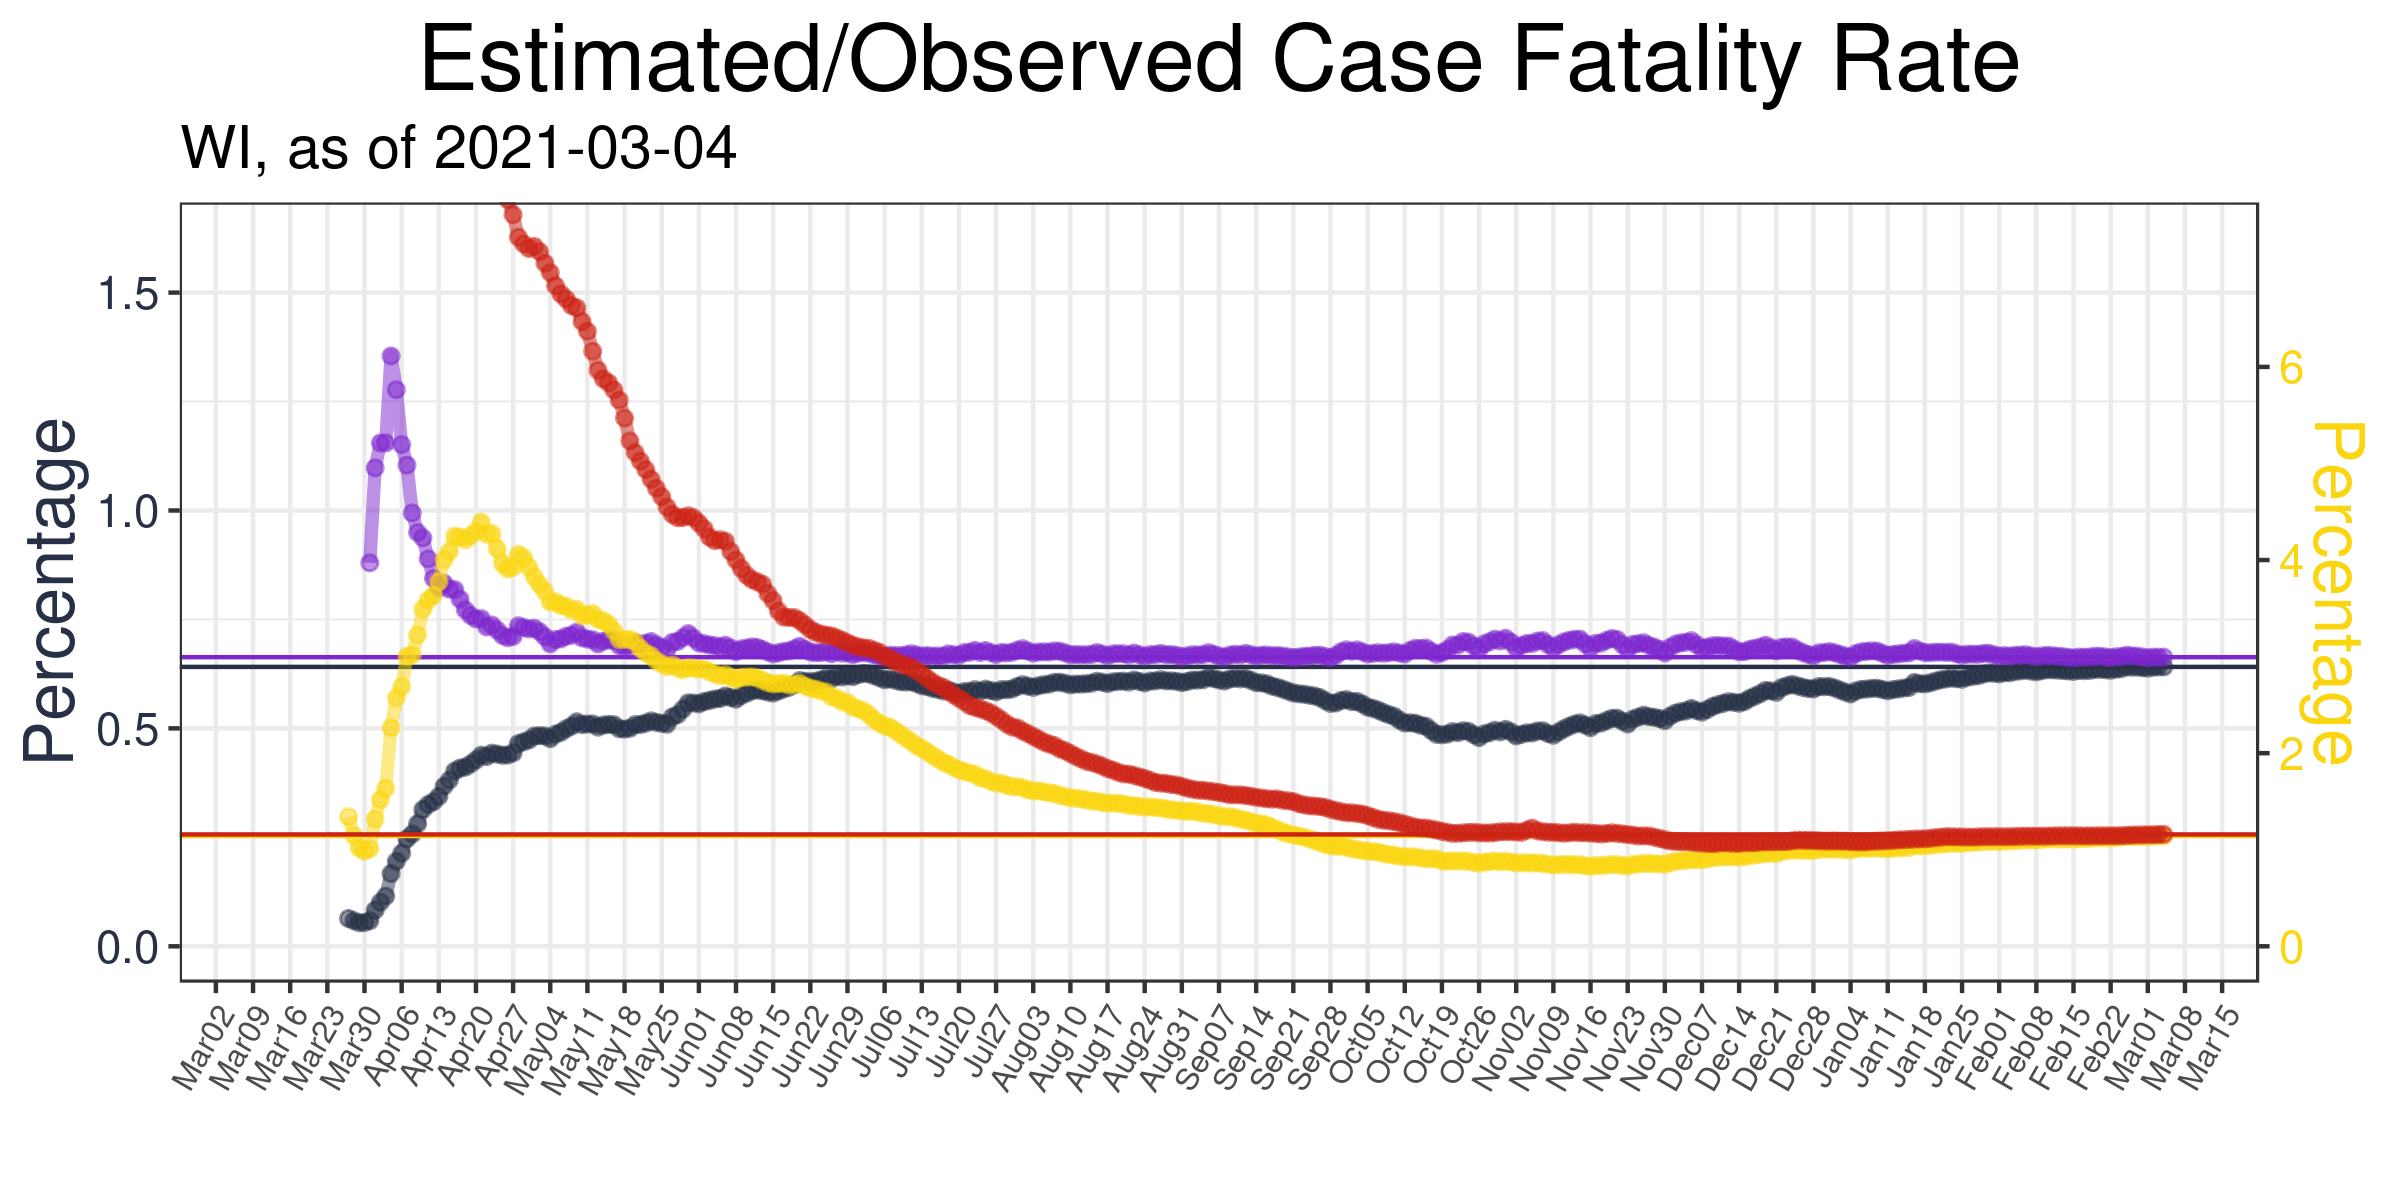 Estimated/Observed Case Fatality Rate
WI, as of 2021-03-04
Percentage
1.5
1.0
0.5
0.0
6
4
2
0
Percentage
Mar02
Mar09
Mar16
Mar23
Mar30
Apr06
Apr13
Apr20
Apr27
May04
May11
May18
May25
Jun01
Jun08
Jun15
Jun22
Jun29
Jul06
Jul13
Jul20
Jul27
Aug03
Aug10
Aug17
Aug24
Aug31
Sep07
Sep14
Sep21
Sep28
Oct05
Oct12
Oct19
Oct26
Nov02
Nov09
Nov16
Nov23
Nov30
Dec07
Dec14
Dec21
Dec28
Jan04
Jan11
Jan18
Jan25
Feb01
Feb08
Feb15
Feb22
Mar01
Mar08
Mar15